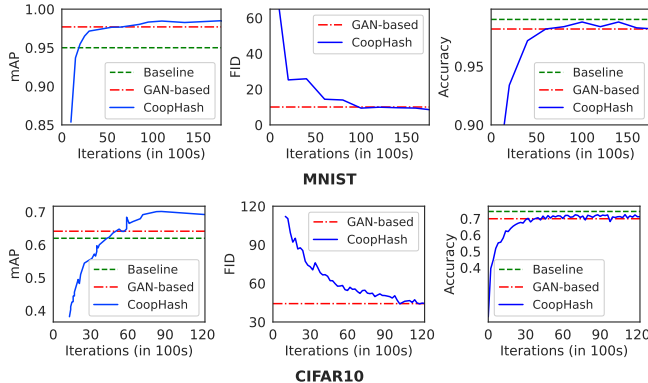 mAP
1.00
0.95
0.90
0.85
0 50 100 150
Iterations (in 100s)
Baseline
GAN-based
CoopHash
FID
60
40
20
0
0 50 100 150
Iterations (in 100s)
GAN-based
CoopHash
Accuracy
0.95
0.90
0 50 100 150
Iterations (in 100s)
Baseline
GAN-based
CoopHash
MNIST
mAP
0.7
0.6
0.5
0.4
0 30 60 90 121
Iterations (in 100s)
Baseline
GAN-based
CoopHash
FID
120
90
60
30
0 30 60 90 122
Iterations (in 100s)
GAN-based
CoopHash
Accuracy
0.7
0.6
0.5
0.4
0 30 60 90 121
Iterations (in 100s)
Baseline
GAN-based
CoopHash
CIFAR10